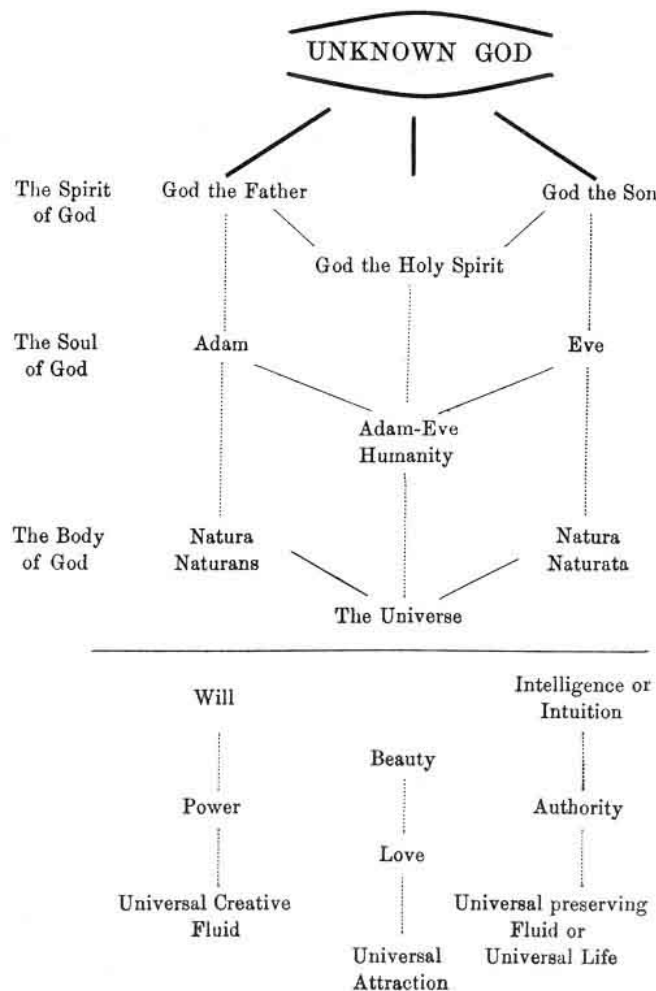 UNKNOWN GOD
The Spirit
of God
God the Father
God the Son
God the Holy Spirit
The Soul
of God
Adam
Eve
Adam-Eve
Humanity
The Body
of God
Natura
Naturans
Natura
Naturata
The Universe
Will
Intelligence or
Intuition
Beauty
Power
Authority
Love
Universal Creative
Fluid
Universal preserving
Fluid or
Universal Life
Universal
Attraction